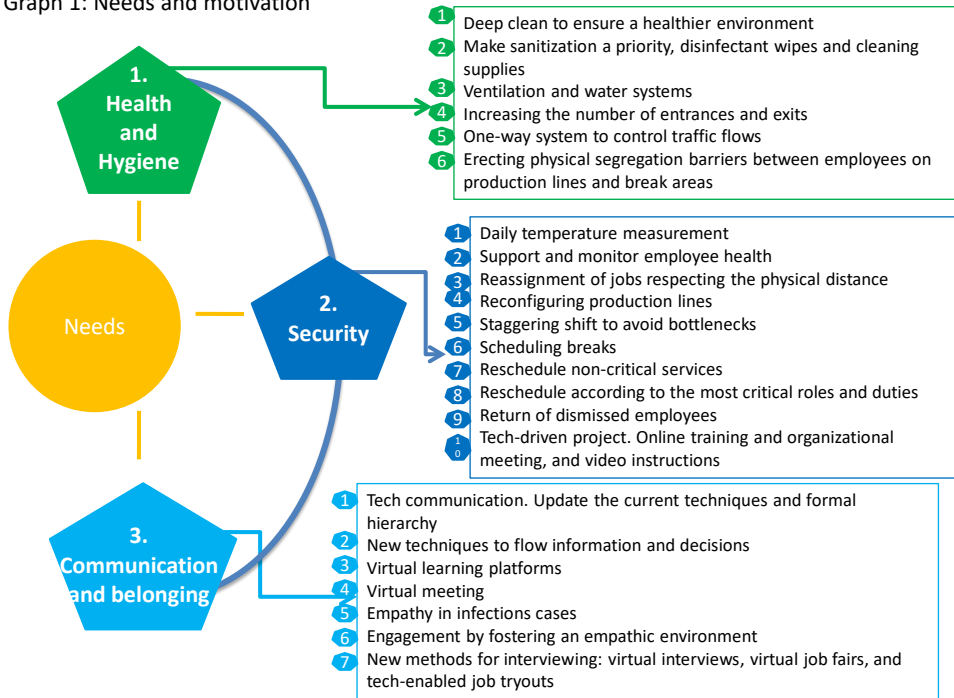 Graph 1: Needs and motivation
1.
Health
and
Hygiene
1 Deep clean to ensure a healthier environment
2 Make sanitization a priority, disinfectant wipes and cleaning
supplies
3 Ventilation and water systems
4 Increasing the number of entrances and exits
5 One-way system to control traffic flows
6 Erecting physical segregation barriers between employees on
production lines and break areas
Needs
2.
Security
1 Daily temperature measurement
2 Support and monitor employee health
3 Reassignment of jobs respecting the physical distance
4 Reconfiguring production lines
5 Staggering shift to avoid bottlenecks
6 Scheduling breaks
7 Reschedule non-critical services
8 Reschedule according to the most critical roles and duties
9 Return of dismissed employees
10 Tech-driven project. Online training and organizational
meeting, and video instructions
3.
Communication
and belonging
1 Tech communication. Update the current techniques and formal
hierarchy
2 New techniques to flow information and decisions
3 Virtual learning platforms
4 Virtual meeting
5 Empathy in infections cases
6 Engagement by fostering an empathic environment
7 New methods for interviewing: virtual interviews, virtual job fairs, and
tech-enabled job tryouts